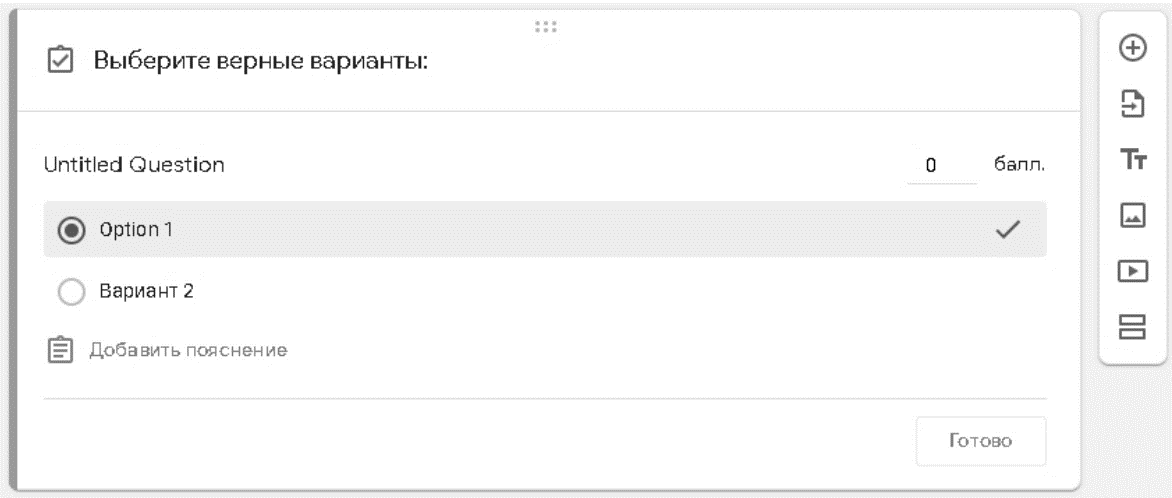 Выберите верные варианты:
Untitled Question
0 балл.
Option 1
Вариант 2
Добавить пояснение
Готово